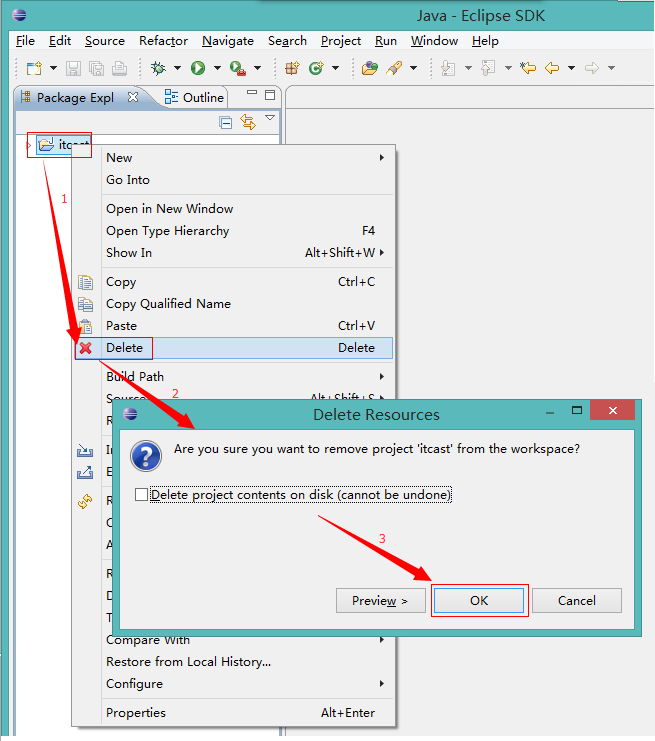 Java - Eclipse SDK
File Edit Source Refactor Navigate Search Project Run Window Help
Package Expl Outline
itcast
1
New
Go Into
Open in New Window
Open Type Hierarchy F4
Show In Alt+Shift+W
Copy Ctrl+C
Copy Qualified Name
Paste Ctrl+V
Delete Delete
Build Path
2
Source Alt+Shift+S
Delete Resources
Are you sure you want to remove project 'itcast' from the workspace?
Delete project contents on disk (cannot be undone)
3
Preview > OK Cancel
Compare With
Restore from Local History...
Configure
Properties Alt+Enter